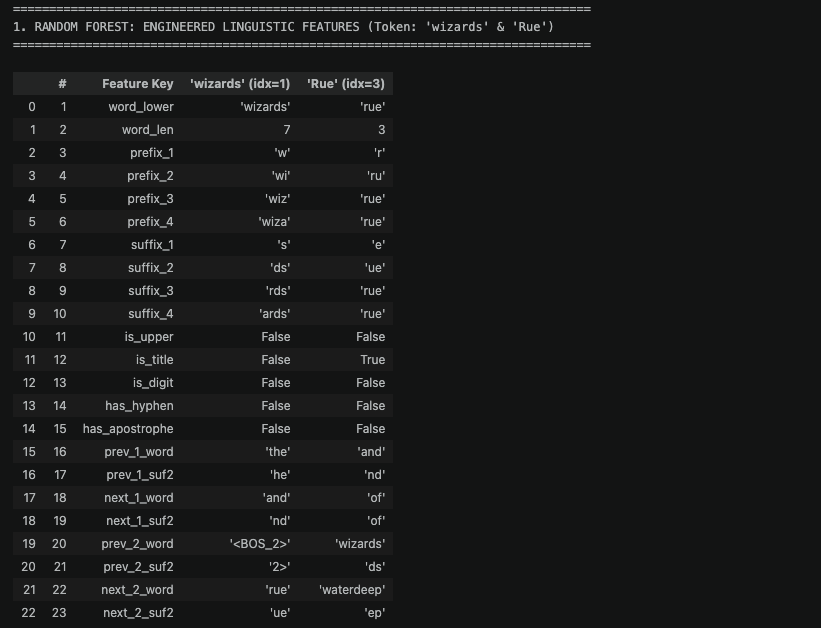 ================================================================================
1. RANDOM FOREST: ENGINEERED LINGUISTIC FEATURES (Token: 'wizards' & 'Rue')
================================================================================
# Feature Key 'wizards' (idx=1) 'Rue' (idx=3)
0 1 word_lower 'wizards' 'rue'
1 2 word_len 7 3
2 3 prefix_1 'w' 'r'
3 4 prefix_2 'wi' 'ru'
4 5 prefix_3 'wiz' 'rue'
5 6 prefix_4 'wiza' 'rue'
6 7 suffix_1 's' 'e'
7 8 suffix_2 'ds' 'ue'
8 9 suffix_3 'rds' 'rue'
9 10 suffix_4 'ards' 'rue'
10 11 is_upper False False
11 12 is_title False True
12 13 is_digit False False
13 14 has_hyphen False False
14 15 has_apostrophe False False
15 16 prev_1_word 'the' 'and'
16 17 prev_1_suf2 'he' 'nd'
17 18 next_1_word 'and' 'of'
18 19 next_1_suf2 'nd' 'of'
19 20 prev_2_word '<BOS_2>' 'wizards'
20 21 prev_2_suf2 '2>' 'ds'
21 22 next_2_word 'rue' 'waterdeep'
22 23 next_2_suf2 'ue' 'ep'